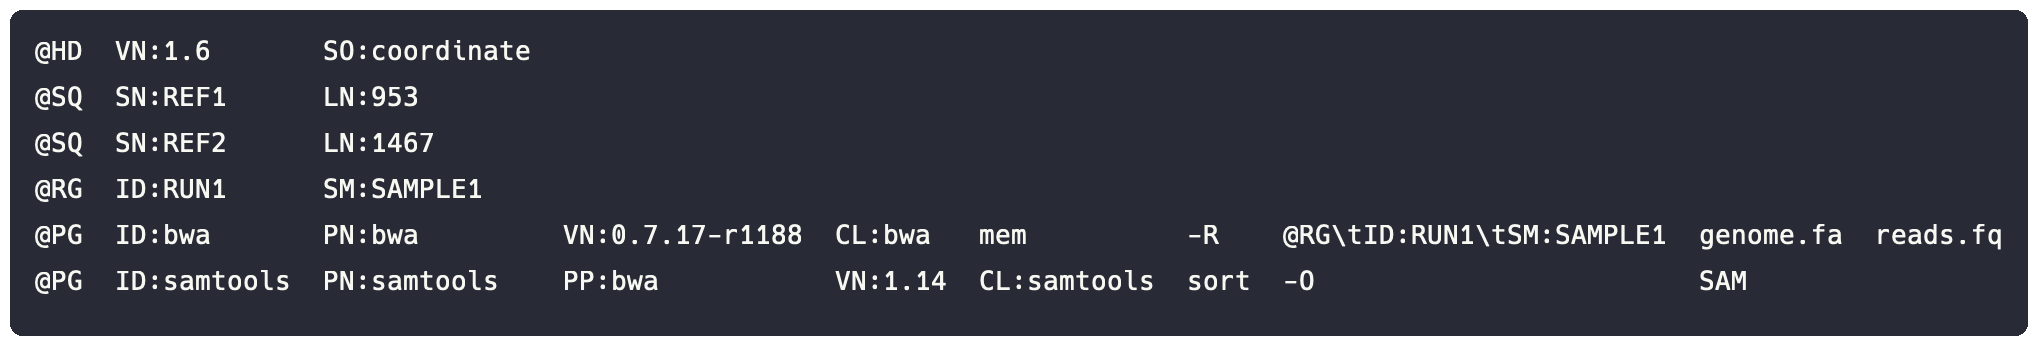 @HD  VN:1.6       SO:coordinate
@SQ  SN:REF1      LN:953
@SQ  SN:REF2      LN:1467
@RG  ID:RUN1      SM:SAMPLE1
@PG  ID:bwa       PN:bwa         VN:0.7.17-r1188  CL:bwa   mem          -R    @RG\tID:RUN1\tSM:SAMPLE1  genome.fa  reads.fq
@PG  ID:samtools  PN:samtools    PP:bwa           VN:1.14  CL:samtools  sort  -O                        SAM